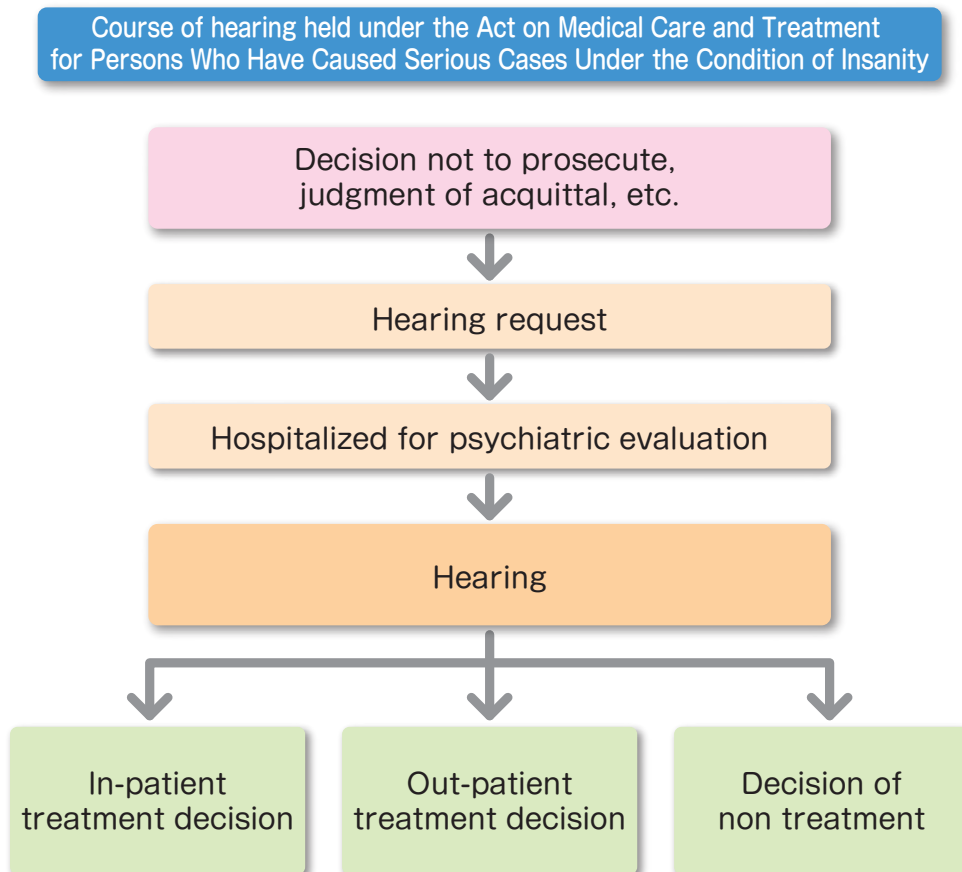 Course of hearing held under the Act on Medical Care and Treatment
for Persons Who Have Caused Serious Cases Under the Condition of Insanity
Decision not to prosecute,
judgment of acquittal, etc.
Hearing request
Hospitalized for psychiatric evaluation
Hearing
In-patient
treatment decision
Out-patient
treatment decision
Decision of
non treatment